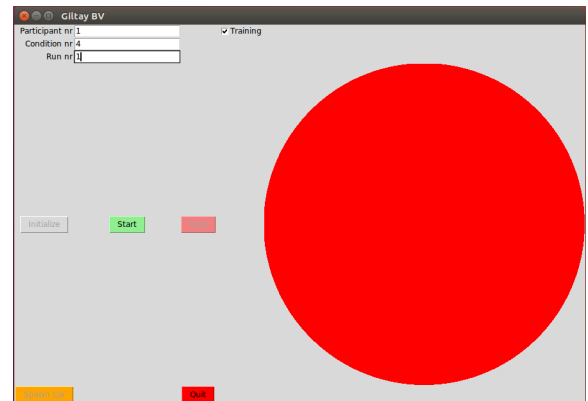 Giltay BV
Participant nr 1
Training
Condition nr 4
Run nr 1
Initialize
Start
Quit